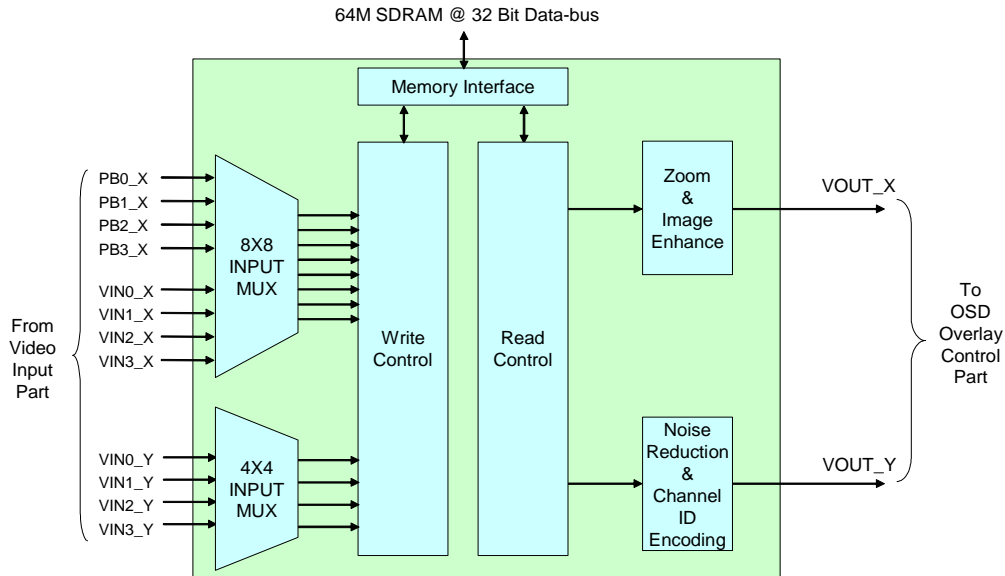 64M SDRAM @ 32 Bit Data-bus
Memory Interface
PB0_X
PB1_X
PB2_X
PB3_X
VIN0_X
VIN1_X
VIN2_X
VIN3_X
8X8
INPUT
MUX
From
Video
Input
Part
VIN0_Y
VIN1_Y
VIN2_Y
VIN3_Y
4X4
INPUT
MUX
Write
Control
Read
Control
Zoom
&
Image
Enhance
VOUT_X
Noise
Reduction
&
Channel
ID
Encoding
VOUT_Y
To
OSD
Overlay
Control
Part